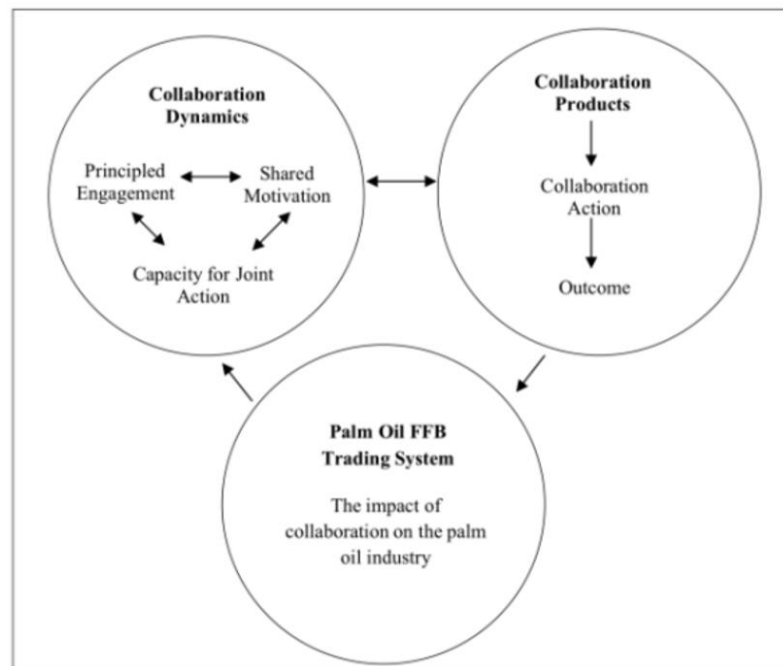 Collaboration
Dynamics
Principled
Engagement
Shared
Motivation
Capacity for Joint
Action
Collaboration
Products
Collaboration
Action
Outcome
Palm Oil FFB
Trading System
The impact of
collaboration on the palm
oil industry